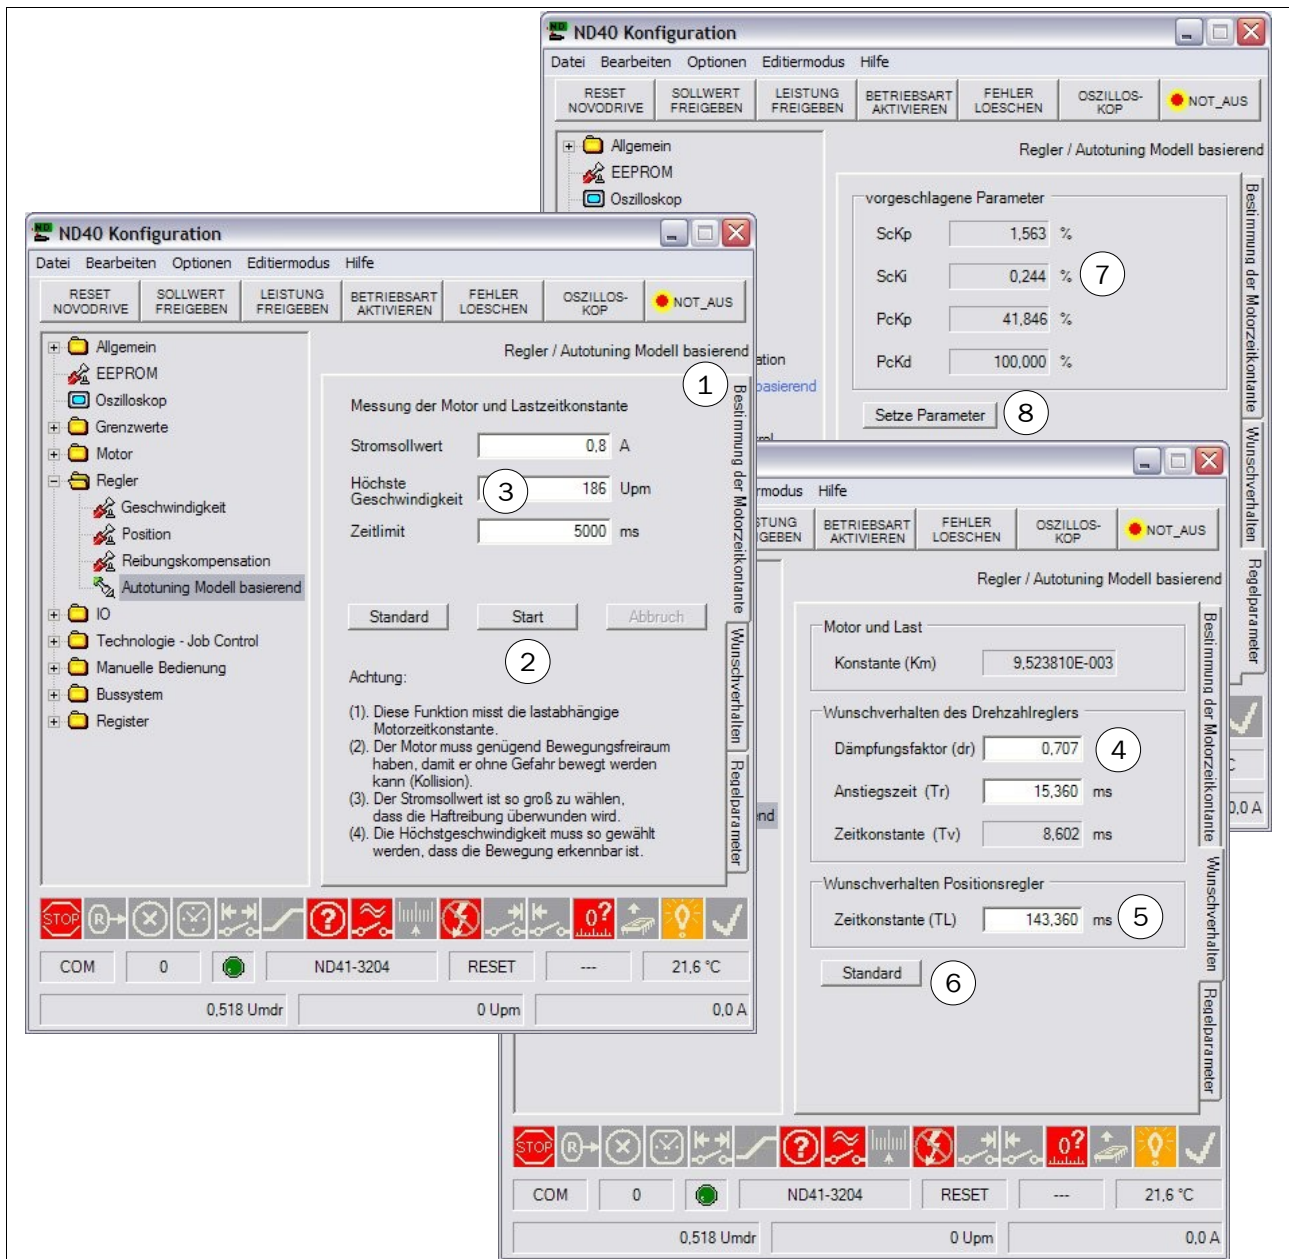 ND40 Konfiguration
Datei Bearbeiten Optionen Editiermodus Hilfe
RESET NOVODRIVE
SOLLWERT FREIGEBEN
LEISTUNG FREIGEBEN
BETRIEBSART AKTIVIEREN
FEHLER LOESCHEN
OSZILLOS-KOP
NOT_AUS
Allgemein
EEPROM
Oszilloskop
ation
basierend
Regler / Autotuning Modell basierend
vorgeschlagene Parameter
ScKp 1,563 %
ScKi 0,244 %
7
PcKp 41,846 %
PcKd 100,000 %
Setze Parameter
8
Bestimmung der Motorzeitkontante
Wunschverhalten
Regelparameter
0,0 A
ND40 Konfiguration
Datei Bearbeiten Optionen Editiermodus Hilfe
RESET NOVODRIVE
SOLLWERT FREIGEBEN
LEISTUNG FREIGEBEN
BETRIEBSART AKTIVIEREN
FEHLER LOESCHEN
OSZILLOS-KOP
NOT_AUS
Allgemein
EEPROM
Oszilloskop
Grenzwerte
Motor
Regler
Geschwindigkeit
Position
Reibungskompensation
Autotuning Modell basierend
IO
Technologie - Job Control
Manuelle Bedienung
Bussystem
Register
Regler / Autotuning Modell basierend
1
Messung der Motor und Lastzeitkonstante
Stromsollwert 0,8 A
Höchste Geschwindigkeit 186 Upm
3
Zeitlimit 5000 ms
Standard Start Abbruch
2
Achtung:
(1). Diese Funktion misst die lastabhängige
Motorzeitkonstante.
(2). Der Motor muss genügend Bewegungsfreiraum
haben, damit er ohne Gefahr bewegt werden
kann (Kollision).
(3). Der Stromsollwert ist so groß zu wählen,
dass die Haftreibung überwunden wird.
(4). Die Höchstgeschwindigkeit muss so gewählt
werden, dass die Bewegung erkennbar ist.
Bestimmung der Motorzeitkontante
Wunschverhalten
Regelparameter
STOP R 0?
COM 0 ND41-3204 RESET --- 21,6 °C
0,518 Umdr 0 Upm 0,0 A
rmodus Hilfe
STUNG IGEBEN
BETRIEBSART AKTIVIEREN
FEHLER LOESCHEN
OSZILLOS-KOP
NOT_AUS
end
Regler / Autotuning Modell basierend
Motor und Last
Konstante (Km) 9,523810E-003
Wunschverhalten des Drehzahlreglers
Dämpfungsfaktor (dr) 0,707
4
Anstiegszeit (Tr) 15,360 ms
Zeitkonstante (Tv) 8,602 ms
Wunschverhalten Positionsregler
Zeitkonstante (TL) 143,360 ms
5
Standard
6
Bestimmung der Motorzeitkontante
Wunschverhalten
Regelparameter
STOP R 0?
COM 0 ND41-3204 RESET --- 21,6 °C
0,518 Umdr 0 Upm 0,0 A